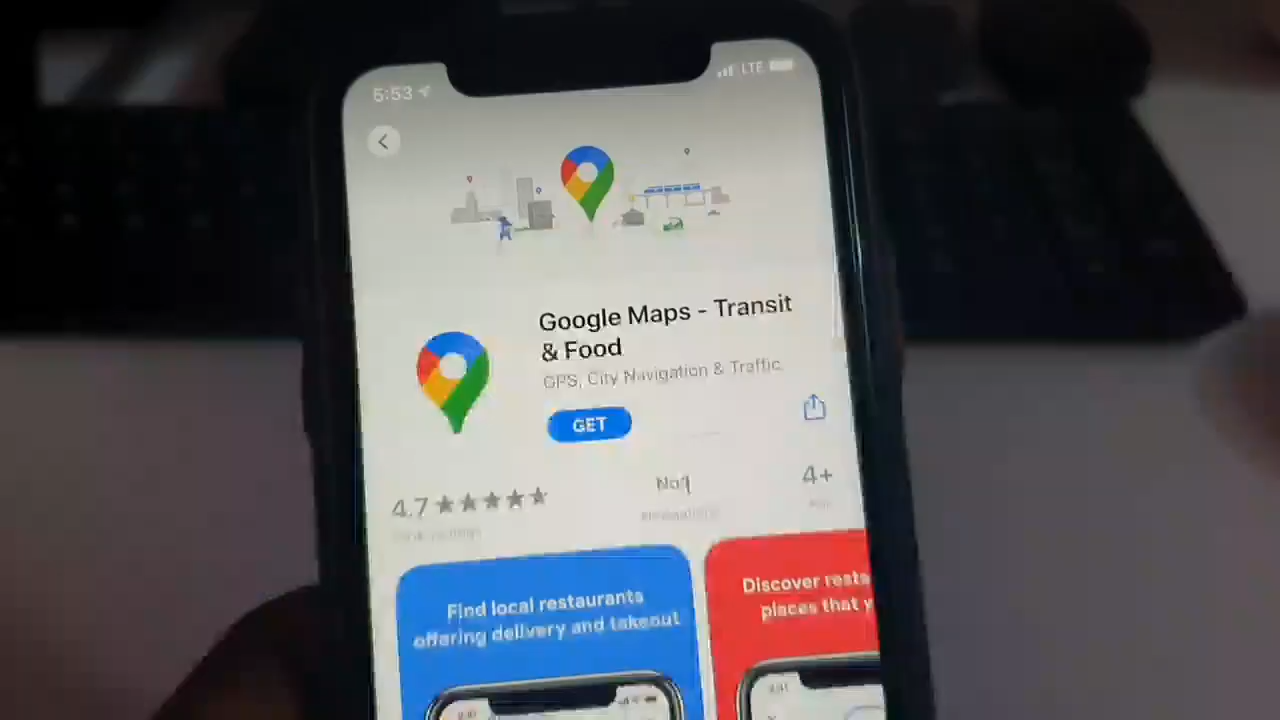 5:53
LTE
Google Maps - Transit
& Food
GPS, City Navigation & Traffic
GET
4.7 ★★★★★
No1
4+
Find local restaurants
offering delivery and takeout
Discover resta
places that y